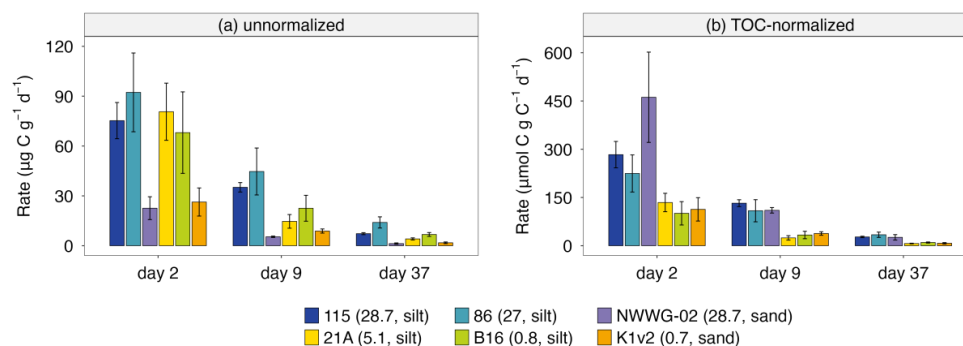 (a) unnormalized
(b) TOC-normalized
Rate (µg C g⁻¹ d⁻¹)
120
90
60
30
0
day 2
day 9
day 37
Rate (µmol C g C⁻¹ d⁻¹)
600
450
300
150
0
day 2
day 9
day 37
115 (28.7, silt)
86 (27, silt)
NWWG-02 (28.7, sand)
21A (5.1, silt)
B16 (0.8, silt)
K1v2 (0.7, sand)